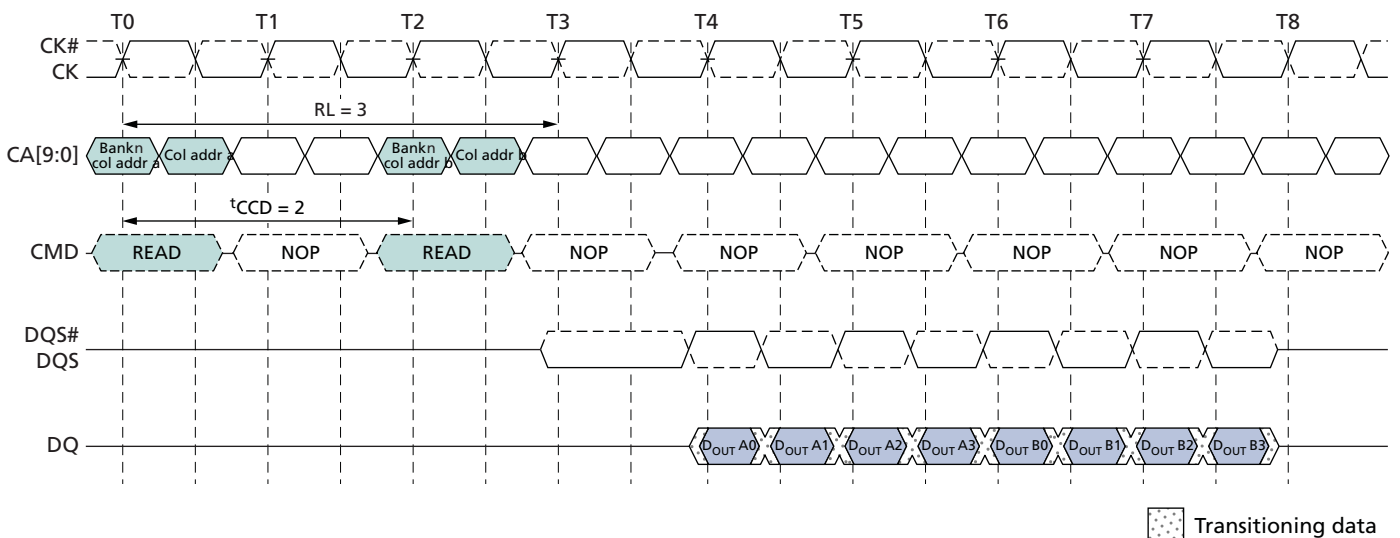 T0 T1 T2 T3 T4 T5 T6 T7 T8
CK#
CK
RL = 3
CA[9:0]
Bankn
col addr a
Col addr a
Bankn
col addr b
Col addr b
tCCD = 2
CMD
READ NOP READ NOP NOP NOP NOP NOP NOP
DQS#
DQS
DQ
DOUT A0 DOUT A1 DOUT A2 DOUT A3 DOUT B0 DOUT B1 DOUT B2 DOUT B3
Transitioning data